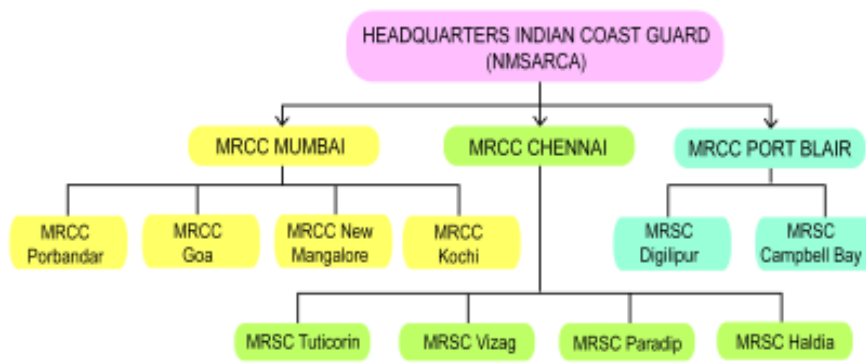 HEADQUARTERS INDIAN COAST GUARD
(NMSARCA)
MRCC MUMBAI
MRCC CHENNAI
MRCC PORT BLAIR
MRCC
Porbandar
MRCC
Goa
MRCC New
Mangalore
MRCC
Kochi
MRSC
Digilipur
MRSC
Campbell Bay
MRSC Tuticorin
MRSC Vizag
MRSC Paradip
MRSC Haldia